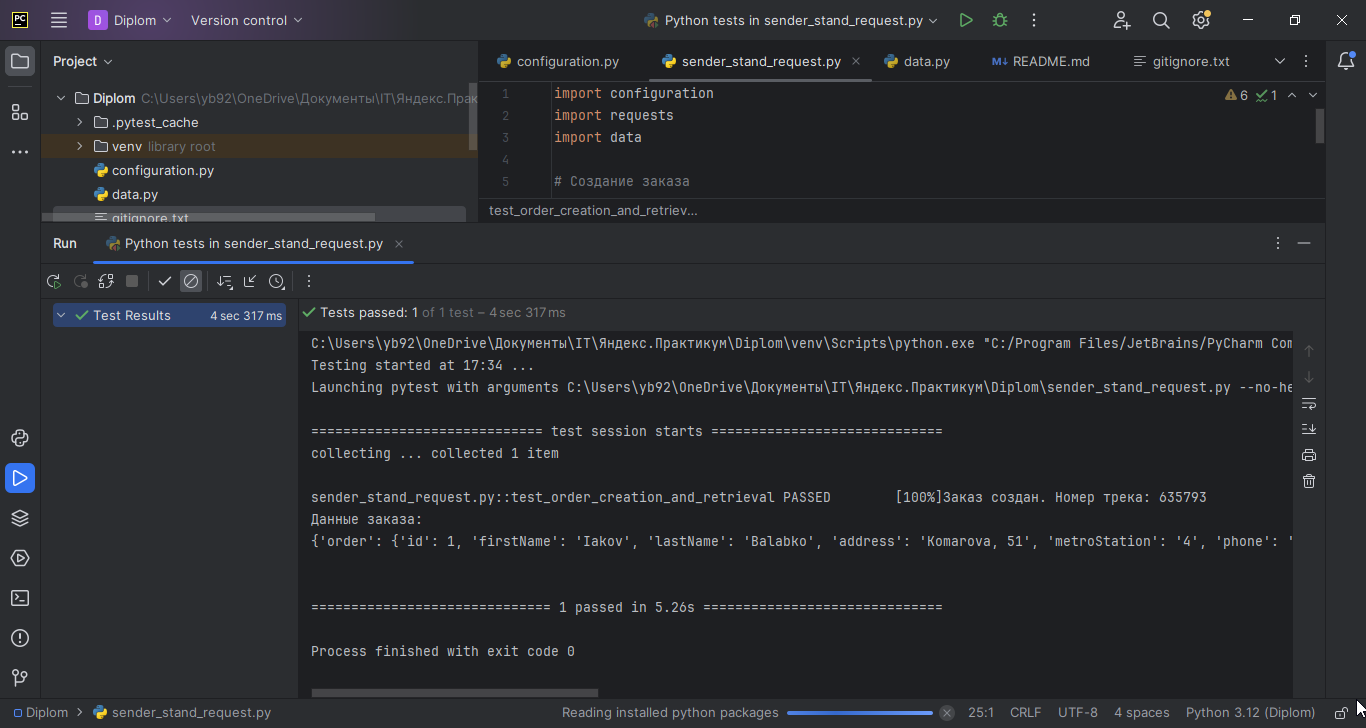 PC D Diplom Version control Python tests in sender_stand_request.py
Project
configuration.py sender_stand_request.py data.py M↓ README.md gitignore.txt
Diplom C:\Users\yb92\OneDrive\Документы\IT\Яндекс.Прак
.pytest_cache
venv library root
configuration.py
data.py
gitignore.txt
1 import configuration
2 import requests
3 import data
4
5 # Создание заказа
6 1
test_order_creation_and_retriev...
Run Python tests in sender_stand_request.py
Test Results 4 sec 317 ms
Tests passed: 1 of 1 test – 4 sec 317 ms
C:\Users\yb92\OneDrive\Документы\IT\Яндекс.Практикум\Diplom\venv\Scripts\python.exe "C:/Program Files/JetBrains/PyCharm Com
Testing started at 17:34 ...
Launching pytest with arguments C:\Users\yb92\OneDrive\Документы\IT\Яндекс.Практикум\Diplom\sender_stand_request.py --no-he
============================= test session starts =============================
collecting ... collected 1 item
sender_stand_request.py::test_order_creation_and_retrieval PASSED [100%]Заказ создан. Номер трека: 635793
Данные заказа:
{'order': {'id': 1, 'firstName': 'Iakov', 'lastName': 'Balabko', 'address': 'Komarova, 51', 'metroStation': '4', 'phone': '
============================== 1 passed in 5.26s ==============================
Process finished with exit code 0
Diplom sender_stand_request.py Reading installed python packages 25:1 CRLF UTF-8 4 spaces Python 3.12 (Diplom)